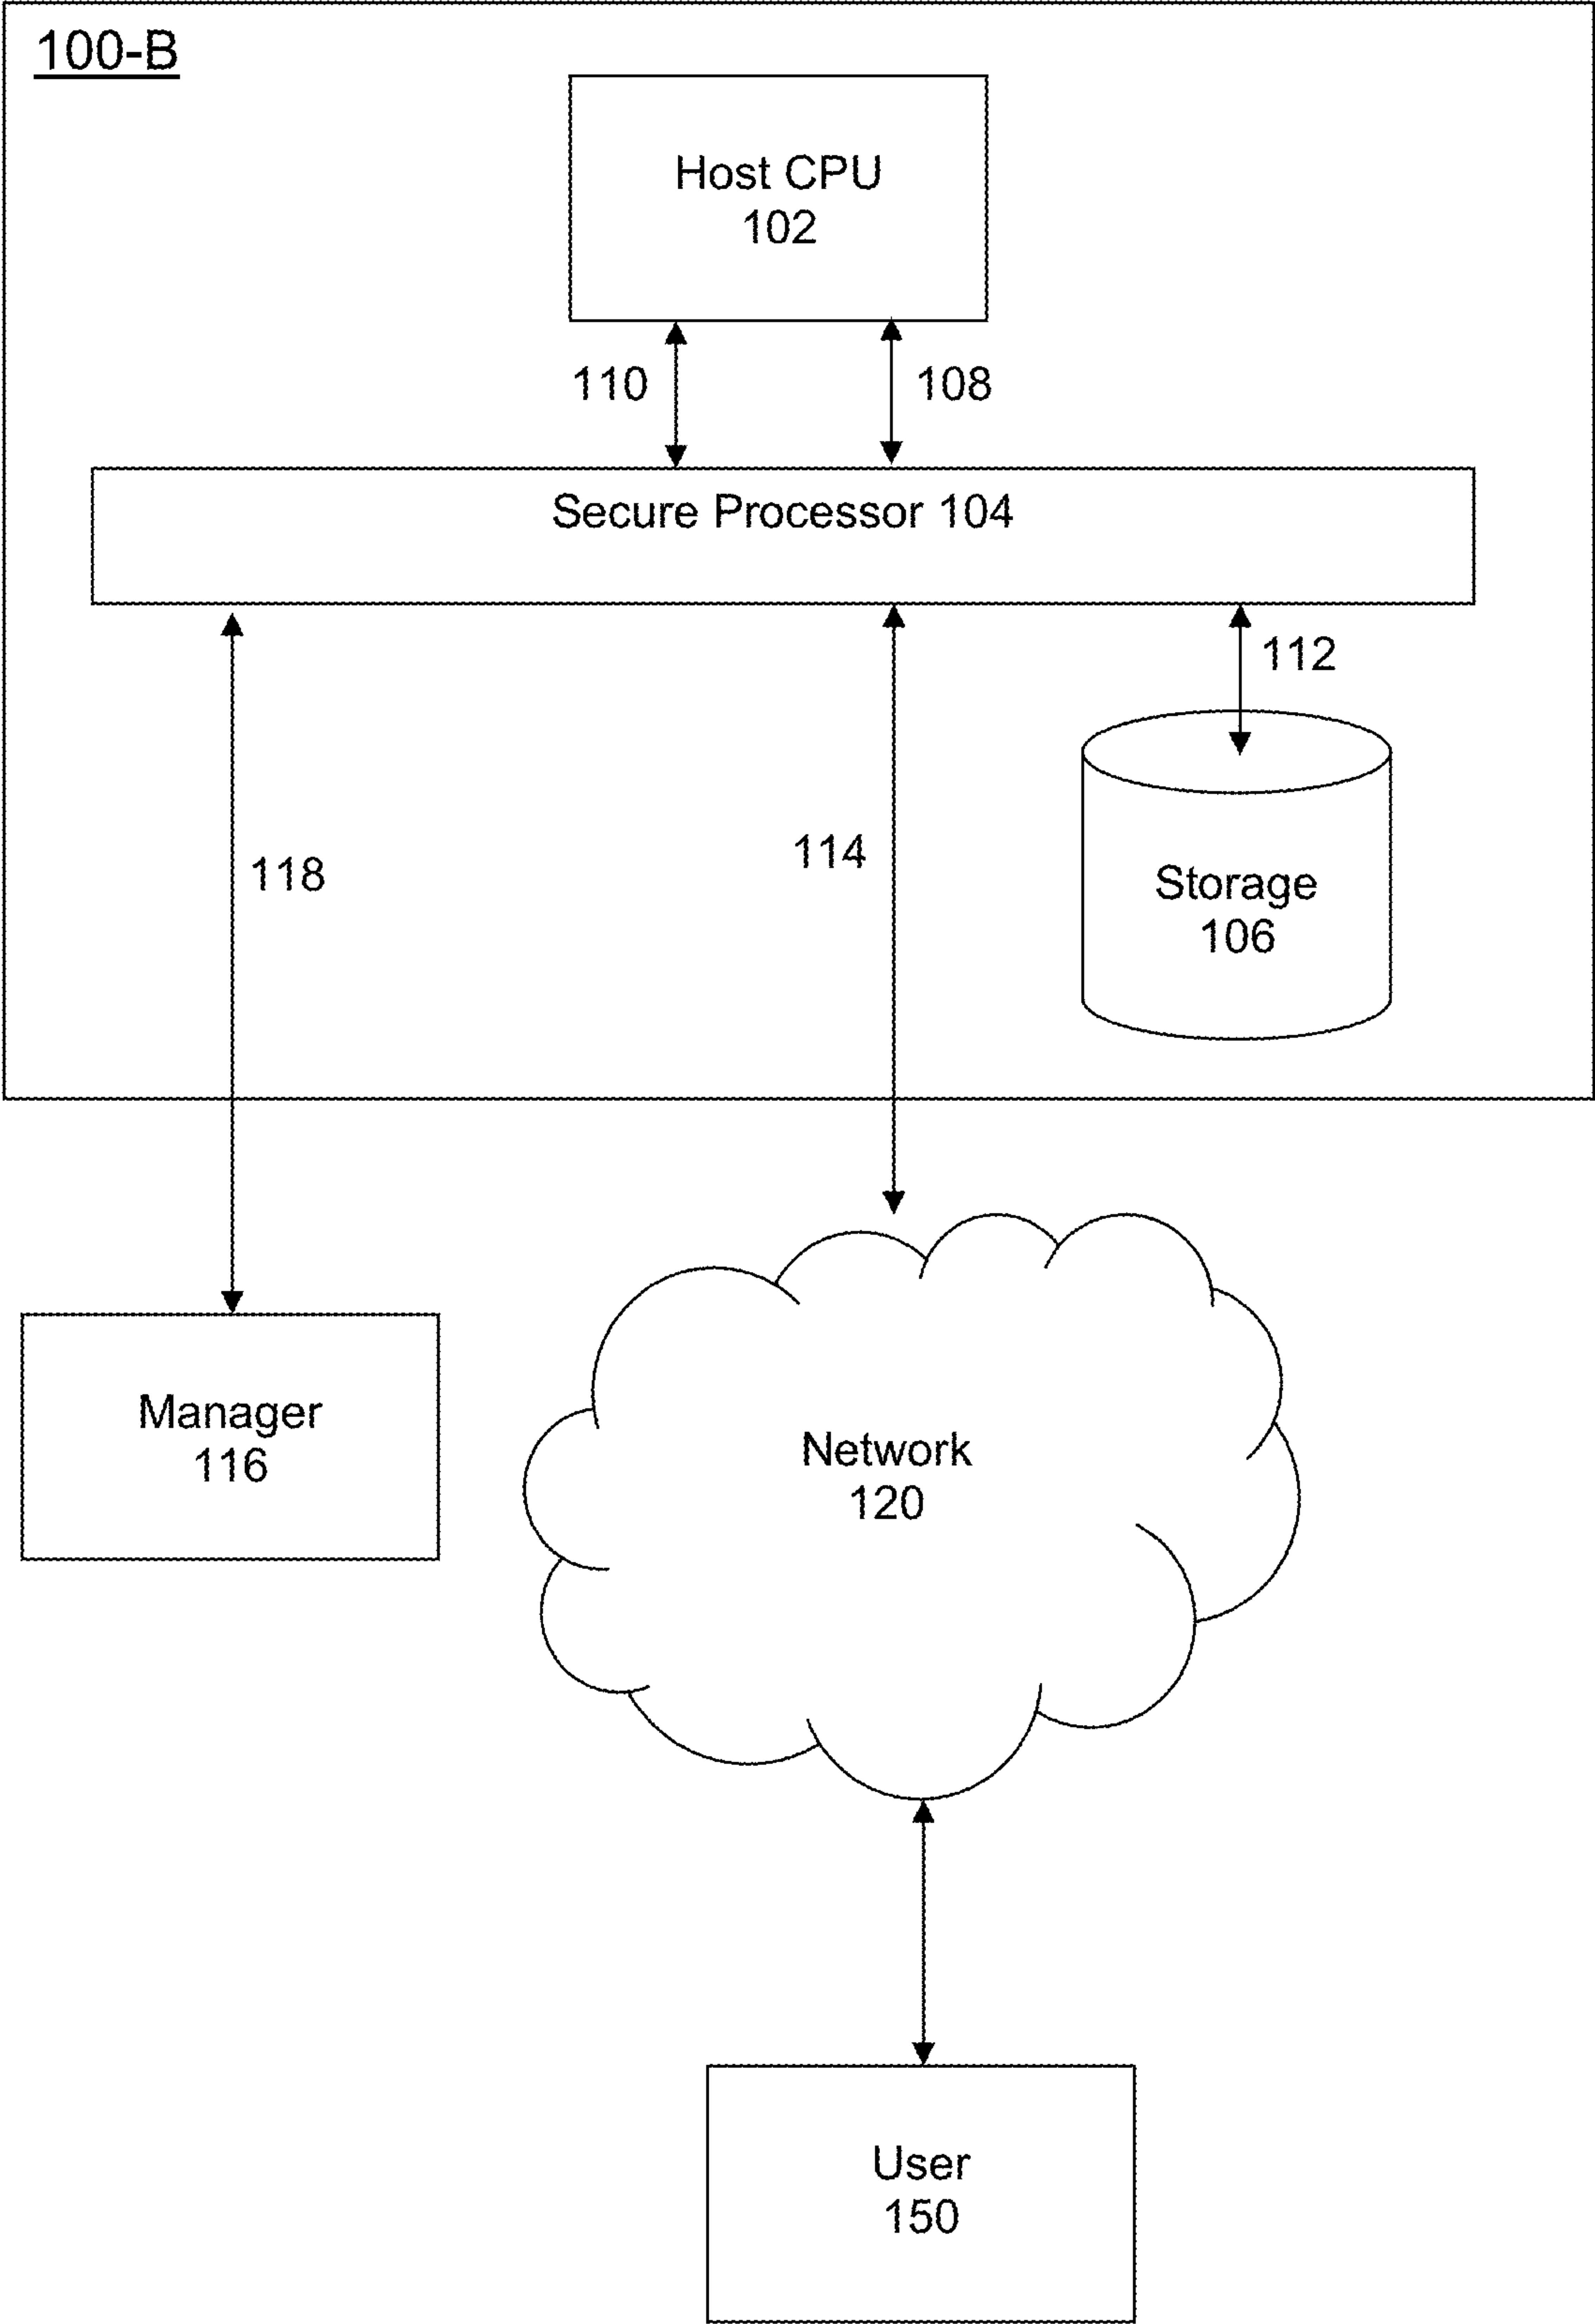 100-B
Host CPU
102
110
108
Secure Processor 104
112
118
114
Storage
106
Manager
116
Network
120
User
150